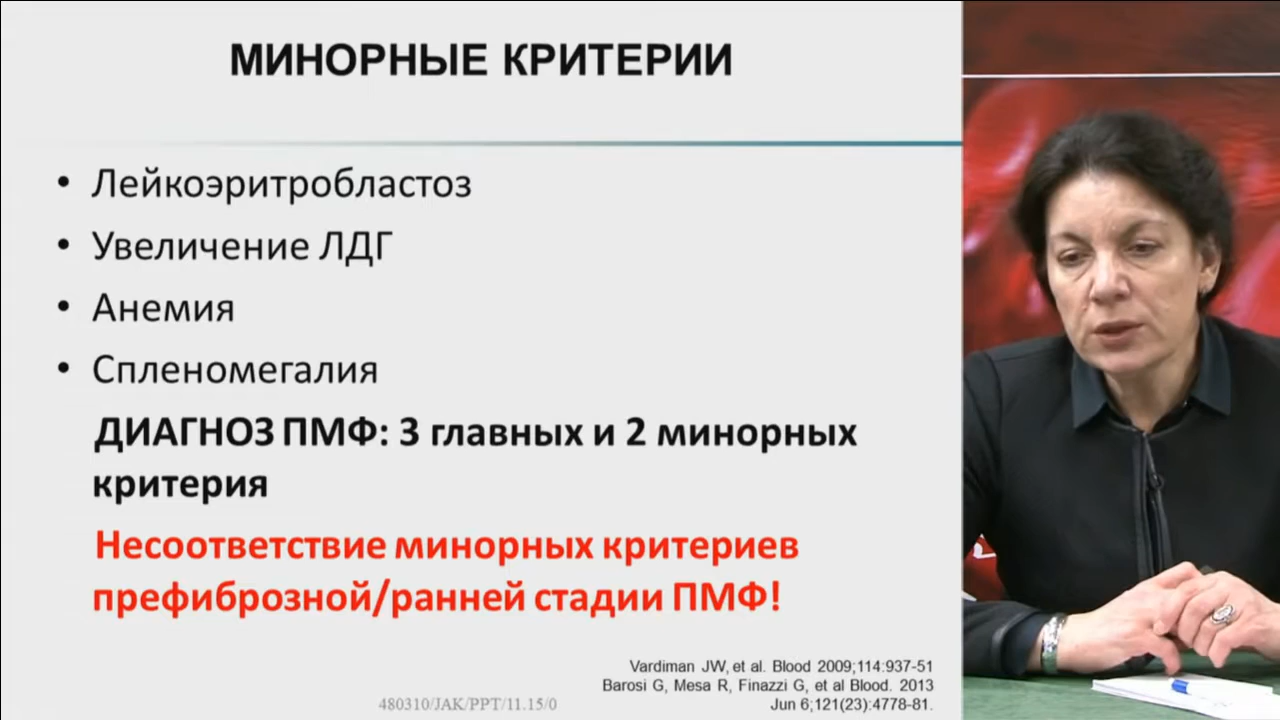 МИНОРНЫЕ КРИТЕРИИ
• Лейкоэритробластоз
• Увеличение ЛДГ
• Анемия
• Спленомегалия
ДИАГНОЗ ПМФ: 3 главных и 2 минорных
критерия
Несоответствие минорных критериев
префиброзной/ранней стадии ПМФ!
Vardiman JW, et al. Blood 2009;114:937-51
Barosi G, Mesa R, Finazzi G, et al Blood. 2013
Jun 6;121(23):4778-81.
480310/JAK/PPT/11.15/0